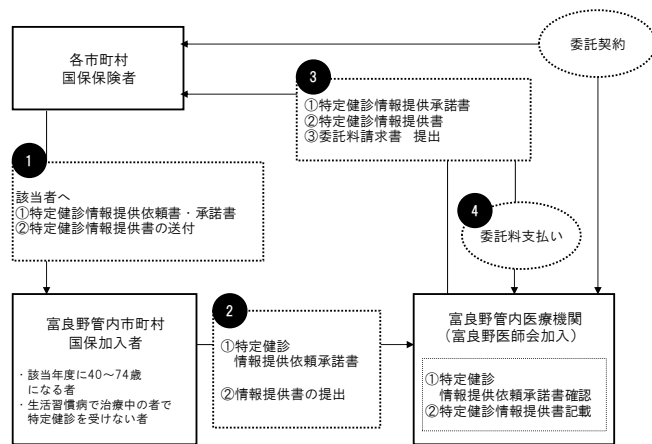 各市町村
国保保険者
委託契約
3
①特定健診情報提供承諾書
②特定健診情報提供書
③委託料請求書　提出
1
該当者へ
①特定健診情報提供依頼書・承諾書
②特定健診情報提供書の送付
4
委託料支払い
富良野管内市町村
国保加入者
・該当年度に40～74歳
になる者
・生活習慣病で治療中の者で
特定健診を受けない者
2
①特定健診
情報提供依頼承諾書
②情報提供書の提出
富良野管内医療機関
（富良野医師会加入）
①特定健診
情報提供依頼承諾書確認
②特定健診情報提供書記載